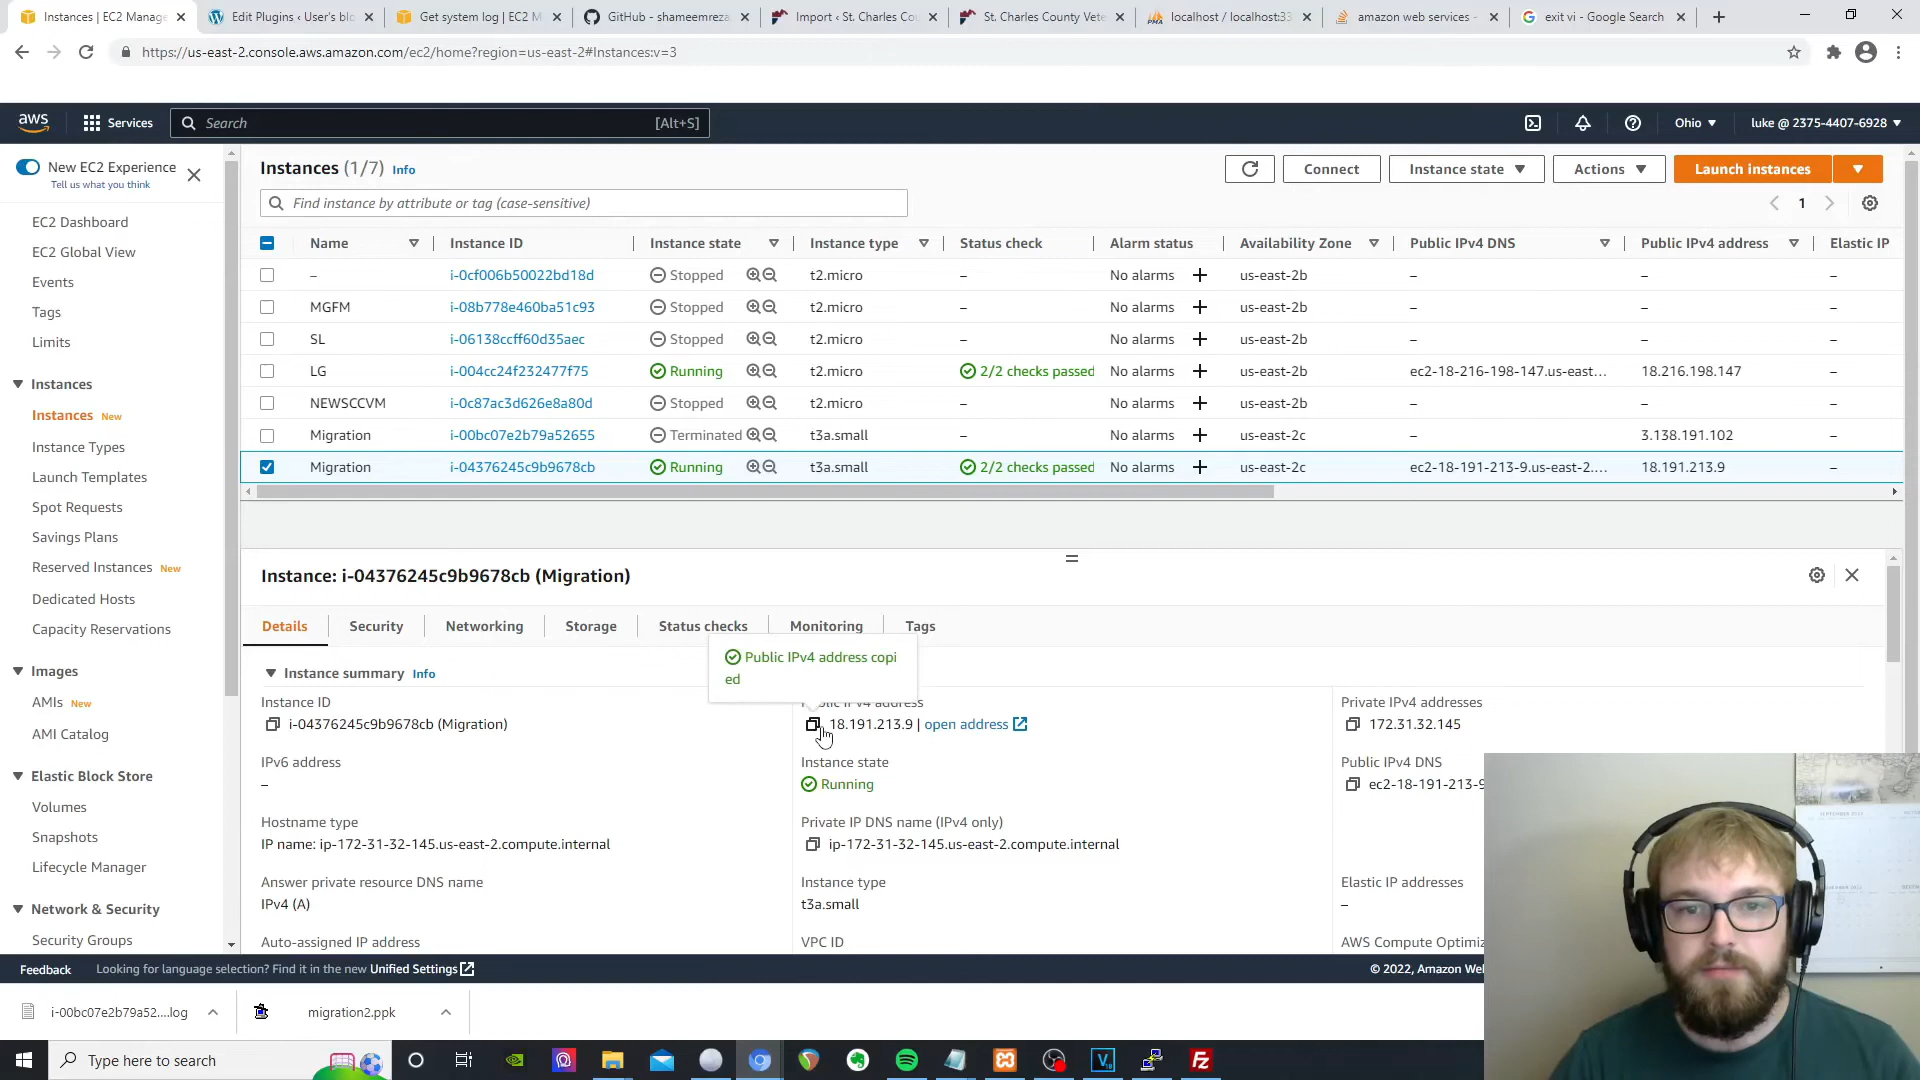 Instances | EC2 Manage
Edit Plugins ‹ User's blo
Get system log | EC2 M
GitHub - shameemreza
Import ‹ St. Charles Cou
St. Charles County Vete
localhost / localhost:33
amazon web services -
exit vi - Google Search
https://us-east-2.console.aws.amazon.com/ec2/home?region=us-east-2#Instances:v=3
aws Services Search [Alt+S] Ohio luke @ 2375-4407-6928
New EC2 Experience
Tell us what you think
EC2 Dashboard
EC2 Global View
Events
Tags
Limits
Instances
Instances New
Instance Types
Launch Templates
Spot Requests
Savings Plans
Reserved Instances New
Dedicated Hosts
Capacity Reservations
Images
AMIs New
AMI Catalog
Elastic Block Store
Volumes
Snapshots
Lifecycle Manager
Network & Security
Security Groups
Instances (1/7) Info
Connect Instance state Actions Launch instances
Find instance by attribute or tag (case-sensitive)
1
Name Instance ID Instance state Instance type Status check Alarm status Availability Zone Public IPv4 DNS Public IPv4 address Elastic IP
– i-0cf006b50022bd18d Stopped t2.micro – No alarms + us-east-2b – – –
MGFM i-08b778e460ba51c93 Stopped t2.micro – No alarms + us-east-2b – – –
SL i-06138ccff60d35aec Stopped t2.micro – No alarms + us-east-2b – – –
LG i-004cc24f232477f75 Running t2.micro 2/2 checks passed No alarms + us-east-2b ec2-18-216-198-147.us-east... 18.216.198.147 –
NEWSCCVM i-0c87ac3d626e8a80d Stopped t2.micro – No alarms + us-east-2b – – –
Migration i-00bc07e2b79a52655 Terminated t3a.small – No alarms + us-east-2c – 3.138.191.102 –
Migration i-04376245c9b9678cb Running t3a.small 2/2 checks passed No alarms + us-east-2c ec2-18-191-213-9.us-east-2.... 18.191.213.9 –
Instance: i-04376245c9b9678cb (Migration)
Details Security Networking Storage Status checks Monitoring Tags
Public IPv4 address copi
ed
Instance summary Info
Instance ID
i-04376245c9b9678cb (Migration)
IPv4 address
18.191.213.9 | open address
Private IPv4 addresses
172.31.32.145
IPv6 address
–
Instance state
Running
Public IPv4 DNS
ec2-18-191-213-9
Hostname type
IP name: ip-172-31-32-145.us-east-2.compute.internal
Private IP DNS name (IPv4 only)
ip-172-31-32-145.us-east-2.compute.internal
Answer private resource DNS name
IPv4 (A)
Instance type
t3a.small
Elastic IP addresses
–
Auto-assigned IP address
VPC ID
AWS Compute Optimiz
Feedback Looking for language selection? Find it in the new Unified Settings
© 2022, Amazon Wel
i-00bc07e2b79a52....log
migration2.ppk
Type here to search